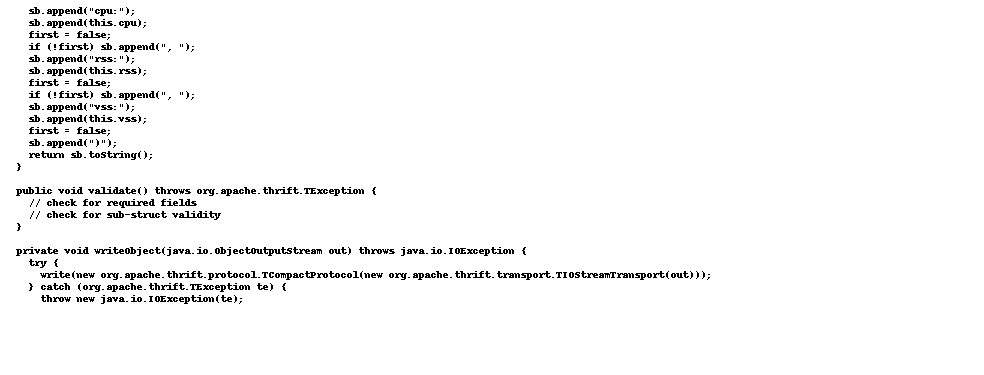 sb.append("cpu:");
sb.append(this.cpu);
first = false;
if (!first) sb.append(", ");
sb.append("rss:");
sb.append(this.rss);
first = false;
if (!first) sb.append(", ");
sb.append("vss:");
sb.append(this.vss);
first = false;
sb.append(")");
return sb.toString();
}
public void validate() throws org.apache.thrift.TException {
// check for required fields
// check for sub-struct validity
}
private void writeObject(java.io.ObjectOutputStream out) throws java.io.IOException {
try {
write(new org.apache.thrift.protocol.TCompactProtocol(new org.apache.thrift.transport.TIOStreamTransport(out)));
} catch (org.apache.thrift.TException te) {
throw new java.io.IOException(te);